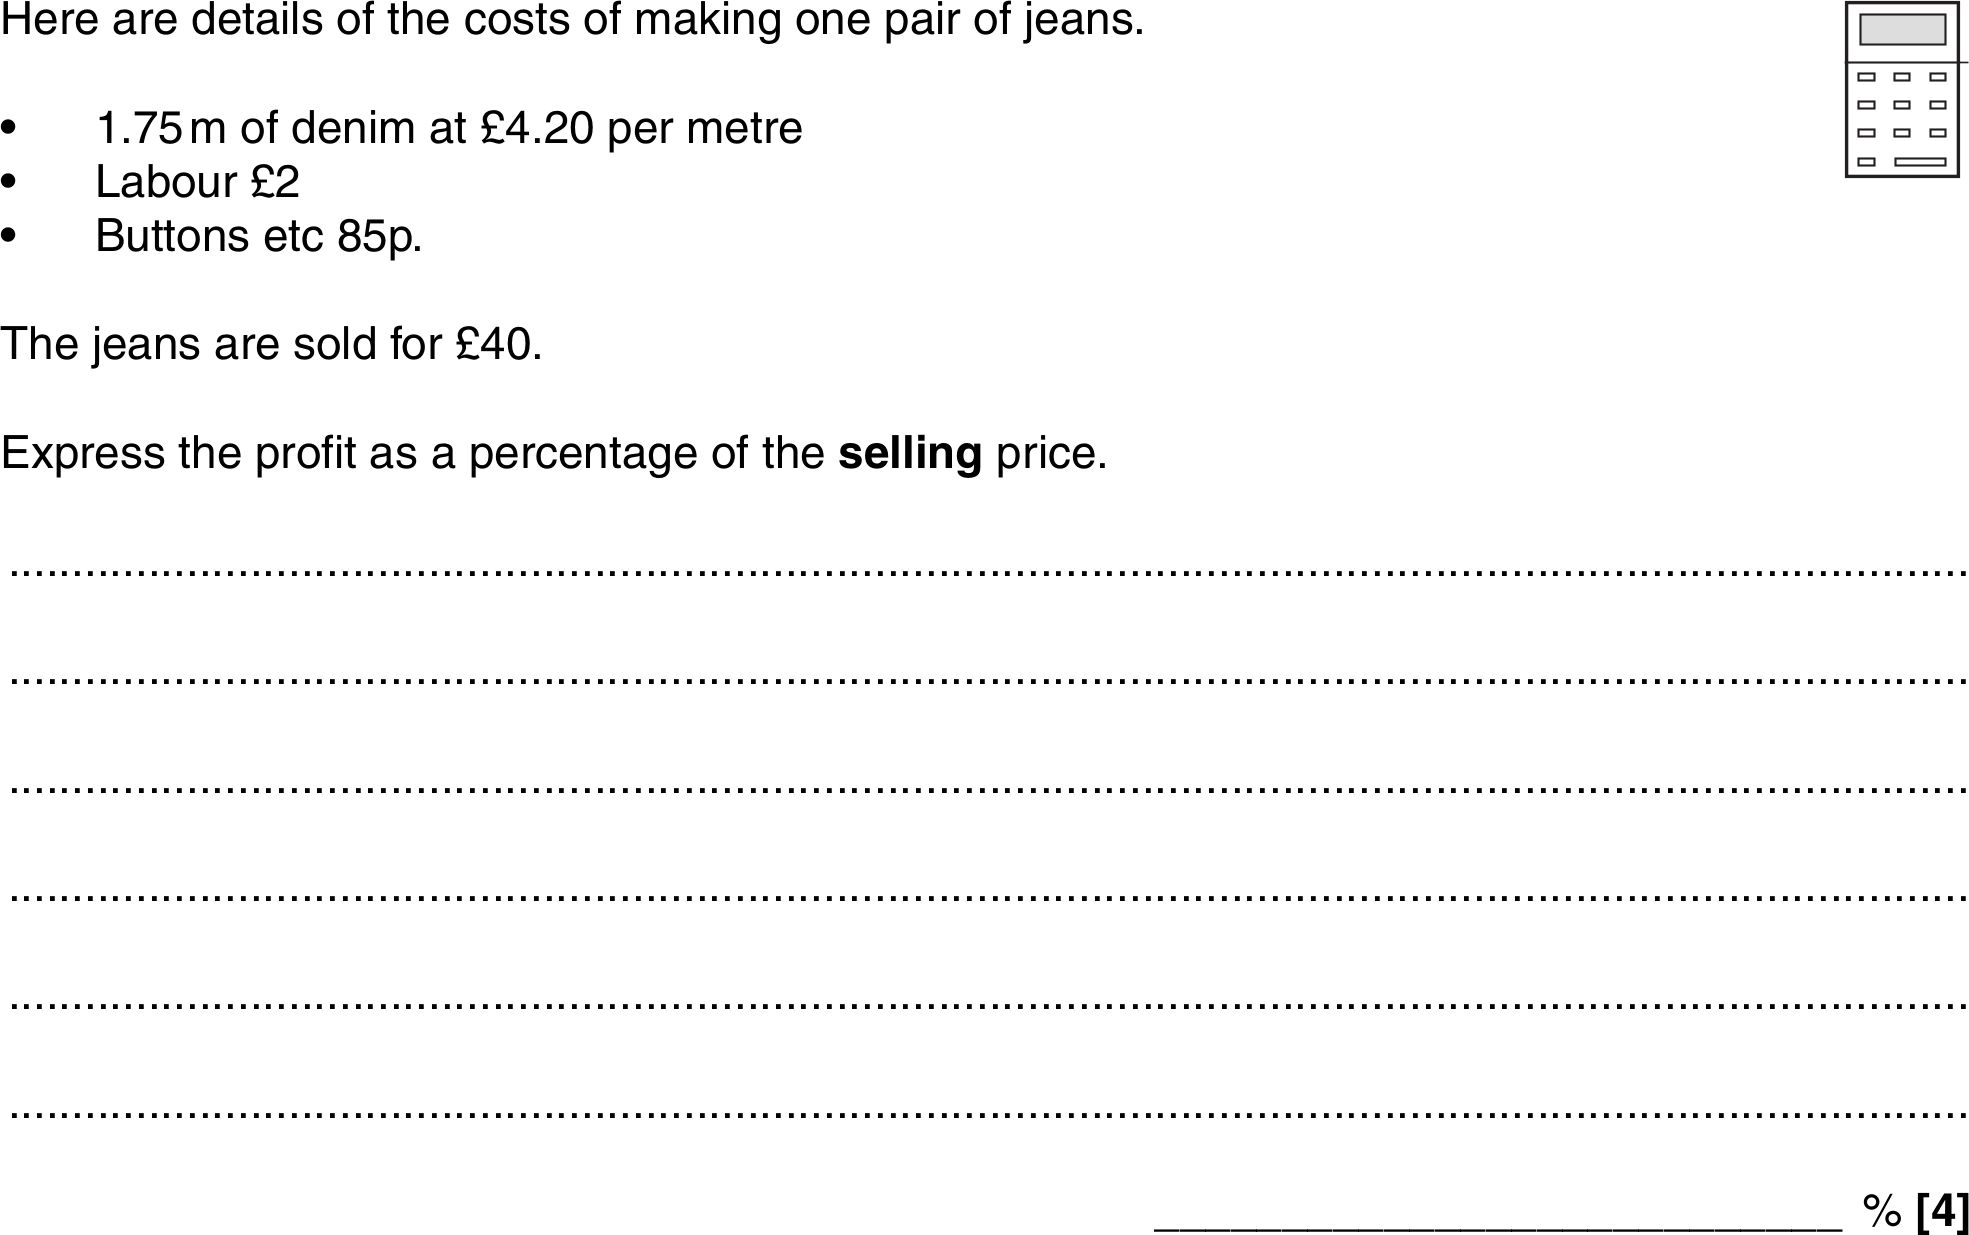 Here are details of the costs of making one pair of jeans.
• 1.75 m of denim at £4.20 per metre
• Labour £2
• Buttons etc 85p.
The jeans are sold for £40.
Express the profit as a percentage of the selling price.
% [4]